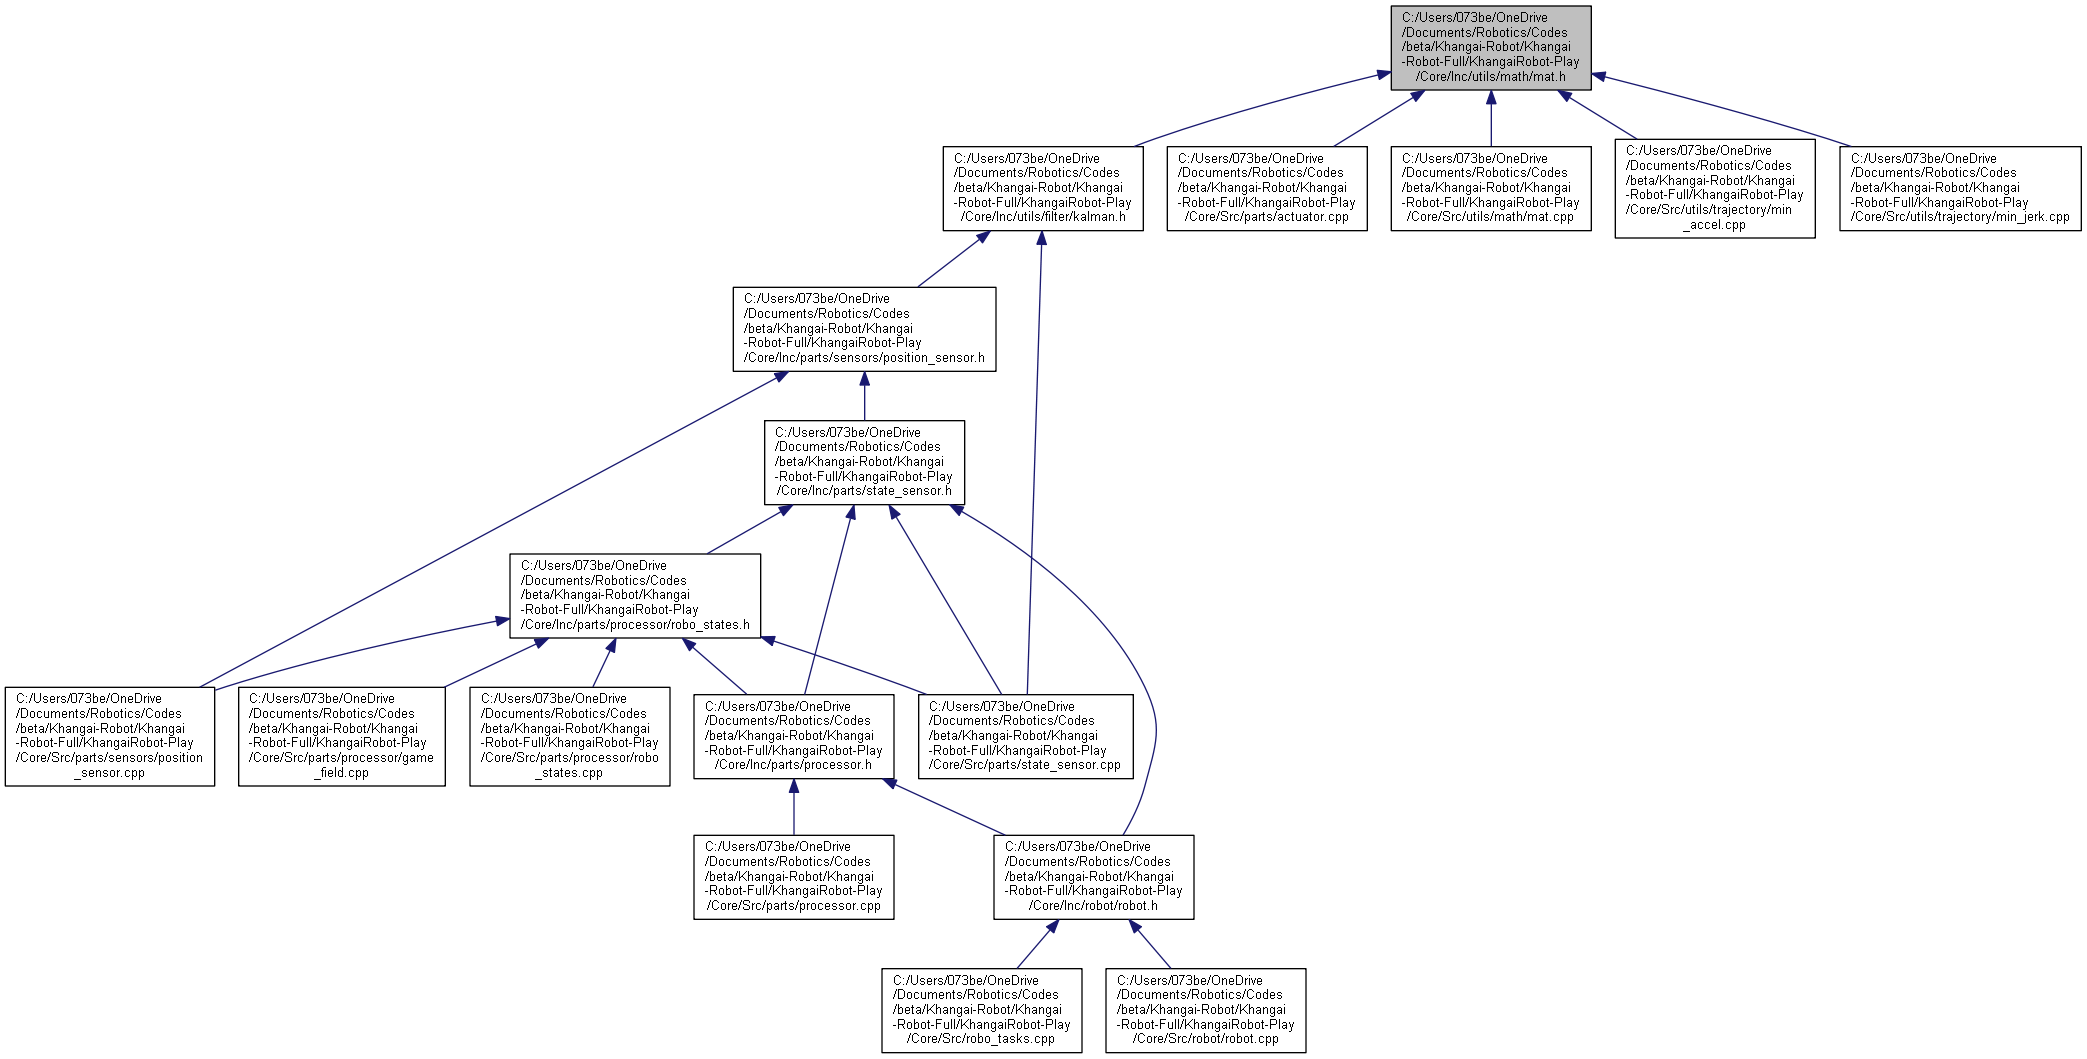 C:/Users/073be/OneDrive
/Documents/Robotics/Codes
/beta/Khangai-Robot/Khangai
-Robot-Full/KhangaiRobot-Play
/Core/Inc/utils/math/mat.h
C:/Users/073be/OneDrive
/Documents/Robotics/Codes
/beta/Khangai-Robot/Khangai
-Robot-Full/KhangaiRobot-Play
/Core/Inc/utils/filter/kalman.h
C:/Users/073be/OneDrive
/Documents/Robotics/Codes
/beta/Khangai-Robot/Khangai
-Robot-Full/KhangaiRobot-Play
/Core/Src/parts/actuator.cpp
C:/Users/073be/OneDrive
/Documents/Robotics/Codes
/beta/Khangai-Robot/Khangai
-Robot-Full/KhangaiRobot-Play
/Core/Src/utils/math/mat.cpp
C:/Users/073be/OneDrive
/Documents/Robotics/Codes
/beta/Khangai-Robot/Khangai
-Robot-Full/KhangaiRobot-Play
/Core/Src/utils/trajectory/min
_accel.cpp
C:/Users/073be/OneDrive
/Documents/Robotics/Codes
/beta/Khangai-Robot/Khangai
-Robot-Full/KhangaiRobot-Play
/Core/Src/utils/trajectory/min_jerk.cpp
C:/Users/073be/OneDrive
/Documents/Robotics/Codes
/beta/Khangai-Robot/Khangai
-Robot-Full/KhangaiRobot-Play
/Core/Inc/parts/sensors/position_sensor.h
C:/Users/073be/OneDrive
/Documents/Robotics/Codes
/beta/Khangai-Robot/Khangai
-Robot-Full/KhangaiRobot-Play
/Core/Inc/parts/state_sensor.h
C:/Users/073be/OneDrive
/Documents/Robotics/Codes
/beta/Khangai-Robot/Khangai
-Robot-Full/KhangaiRobot-Play
/Core/Inc/parts/processor/robo_states.h
C:/Users/073be/OneDrive
/Documents/Robotics/Codes
/beta/Khangai-Robot/Khangai
-Robot-Full/KhangaiRobot-Play
/Core/Src/parts/sensors/position
_sensor.cpp
C:/Users/073be/OneDrive
/Documents/Robotics/Codes
/beta/Khangai-Robot/Khangai
-Robot-Full/KhangaiRobot-Play
/Core/Src/parts/processor/game
_field.cpp
C:/Users/073be/OneDrive
/Documents/Robotics/Codes
/beta/Khangai-Robot/Khangai
-Robot-Full/KhangaiRobot-Play
/Core/Src/parts/processor/robo
_states.cpp
C:/Users/073be/OneDrive
/Documents/Robotics/Codes
/beta/Khangai-Robot/Khangai
-Robot-Full/KhangaiRobot-Play
/Core/Inc/parts/processor.h
C:/Users/073be/OneDrive
/Documents/Robotics/Codes
/beta/Khangai-Robot/Khangai
-Robot-Full/KhangaiRobot-Play
/Core/Src/parts/state_sensor.cpp
C:/Users/073be/OneDrive
/Documents/Robotics/Codes
/beta/Khangai-Robot/Khangai
-Robot-Full/KhangaiRobot-Play
/Core/Src/parts/processor.cpp
C:/Users/073be/OneDrive
/Documents/Robotics/Codes
/beta/Khangai-Robot/Khangai
-Robot-Full/KhangaiRobot-Play
/Core/Inc/robot/robot.h
C:/Users/073be/OneDrive
/Documents/Robotics/Codes
/beta/Khangai-Robot/Khangai
-Robot-Full/KhangaiRobot-Play
/Core/Src/robo_tasks.cpp
C:/Users/073be/OneDrive
/Documents/Robotics/Codes
/beta/Khangai-Robot/Khangai
-Robot-Full/KhangaiRobot-Play
/Core/Src/robot/robot.cpp